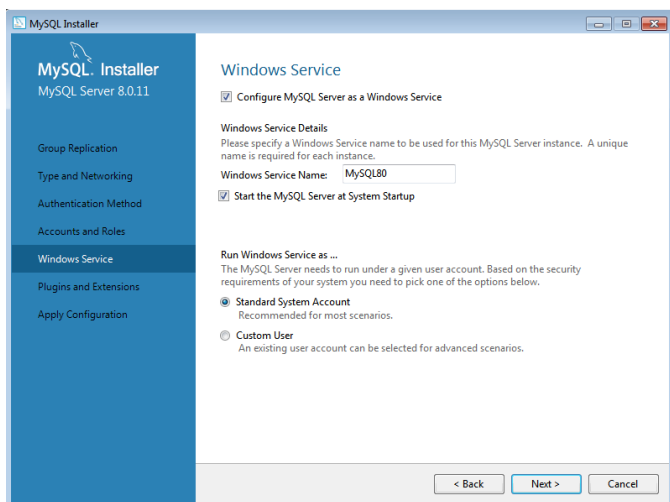 MySQL Installer
MySQL. Installer
MySQL Server 8.0.11
Group Replication
Type and Networking
Authentication Method
Accounts and Roles
Windows Service
Plugins and Extensions
Apply Configuration
Windows Service
Configure MySQL Server as a Windows Service
Windows Service Details
Please specify a Windows Service name to be used for this MySQL Server instance. A unique
name is required for each instance.
Windows Service Name: MySQL80
Start the MySQL Server at System Startup
Run Windows Service as ...
The MySQL Server needs to run under a given user account. Based on the security
requirements of your system you need to pick one of the options below.
Standard System Account
Recommended for most scenarios.
Custom User
An existing user account can be selected for advanced scenarios.
< Back Next > Cancel